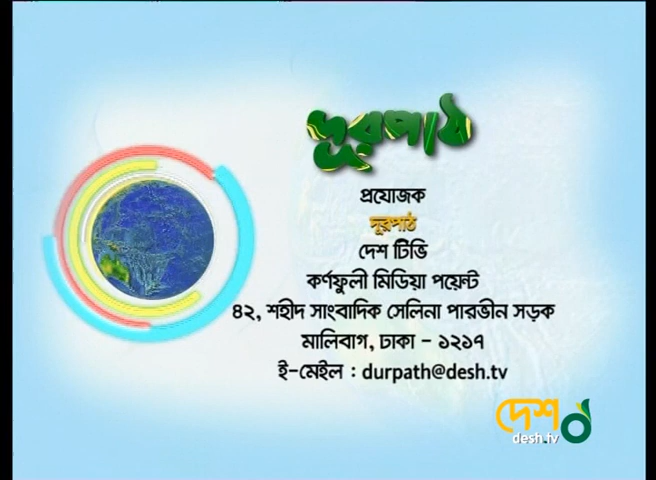 দূরপাঠ
প্রযোজক
দূরপাঠ
দেশ টিভি
কর্ণফুলী মিডিয়া পয়েন্ট
৪২, শহীদ সাংবাদিক সেলিনা পারভীন সড়ক
মালিবাগ, ঢাকা – ১২১৭
ই-মেইল : durpath@desh.tv
দেশ
desh.tv